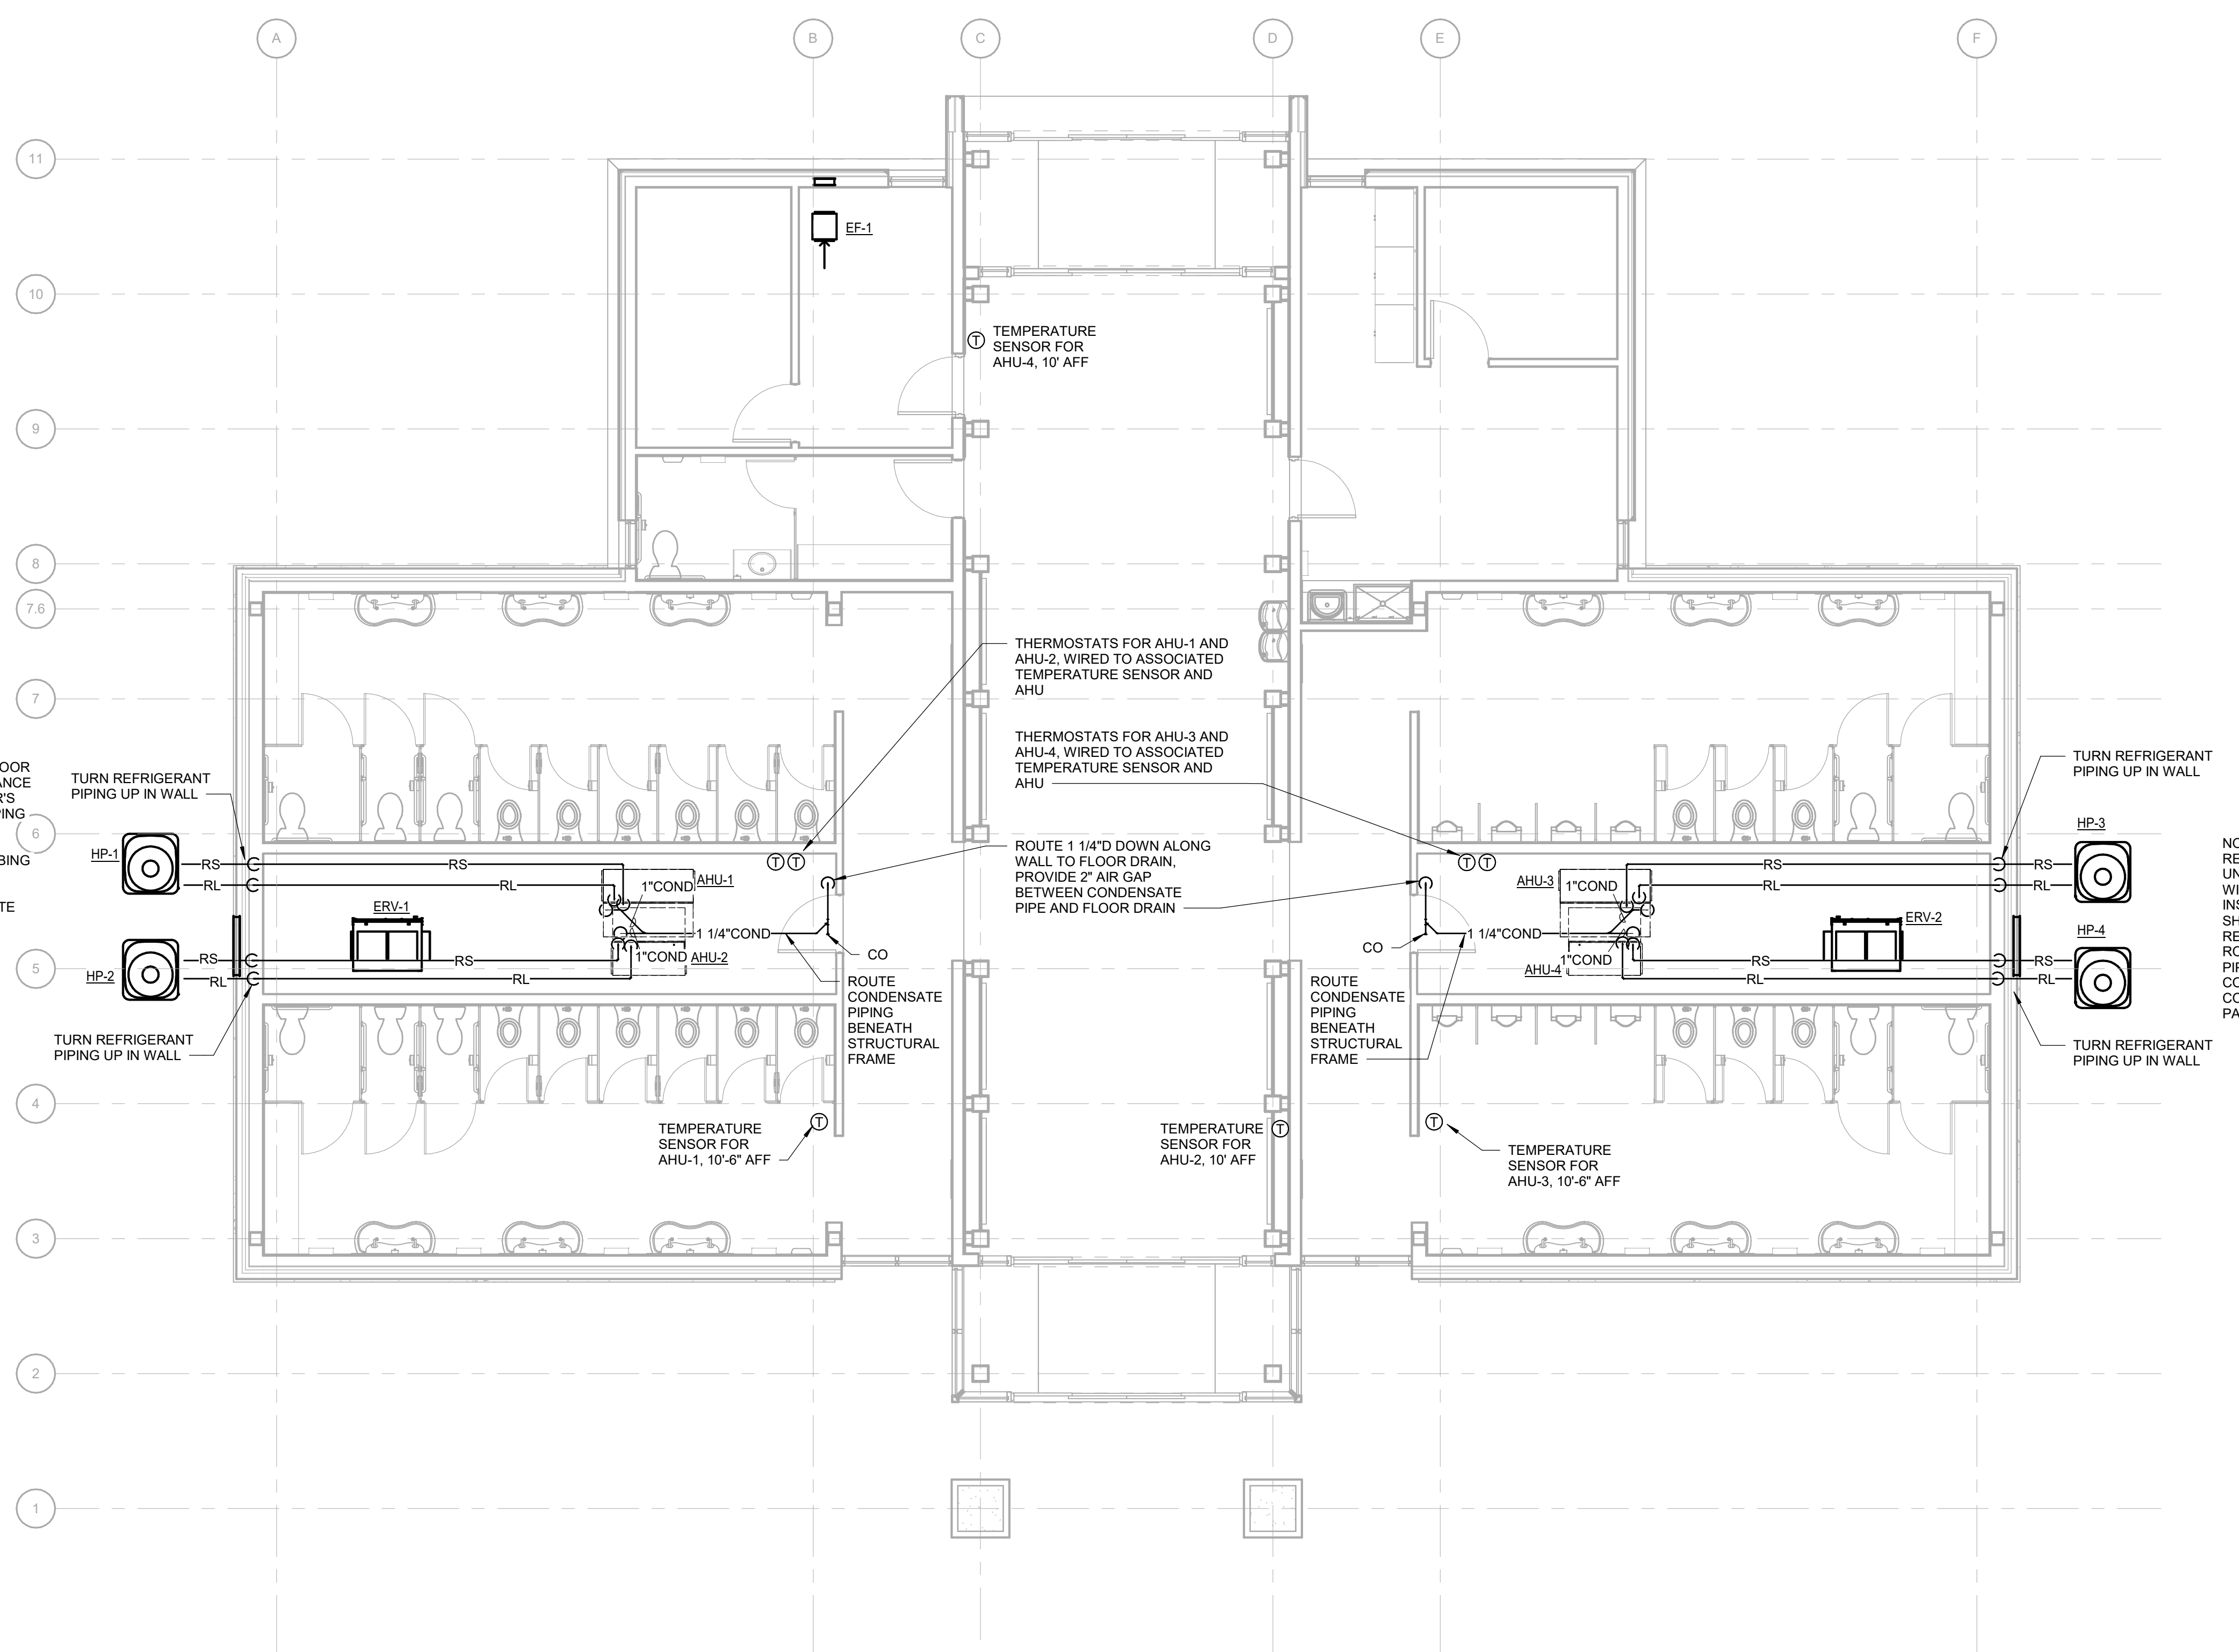 A
B
C
D
E
F
11
10
9
8
7.6
7
6
5
4
3
2
1
EF-1
TEMPERATURE
SENSOR FOR
AHU-4, 10' AFF
THERMOSTATS FOR AHU-1 AND
AHU-2, WIRED TO ASSOCIATED
TEMPERATURE SENSOR AND
AHU
THERMOSTATS FOR AHU-3 AND
AHU-4, WIRED TO ASSOCIATED
TEMPERATURE SENSOR AND
AHU
ROUTE 1 1/4"D DOWN ALONG
WALL TO FLOOR DRAIN,
PROVIDE 2" AIR GAP
BETWEEN CONDENSATE
PIPE AND FLOOR DRAIN
TURN REFRIGERANT
PIPING UP IN WALL
HP-1
RS
RS
RL
RL
T
T
AHU-1
1"COND
ERV-1
1 1/4"COND
1"COND
AHU-2
CO
HP-2
RS
RS
RL
RL
TURN REFRIGERANT
PIPING UP IN WALL
ROUTE
CONDENSATE
PIPING
BENEATH
STRUCTURAL
FRAME
TEMPERATURE
SENSOR FOR
AHU-1, 10'-6" AFF
T
TEMPERATURE
SENSOR FOR
AHU-2, 10' AFF
T
T
T
T
TURN REFRIGERANT
PIPING UP IN WALL
HP-3
RS
RS
RL
RL
AHU-3
1"COND
ERV-2
1 1/4"COND
CO
1"COND
AHU-4
HP-4
RS
RS
RL
RL
TURN REFRIGERANT
PIPING UP IN WALL
ROUTE
CONDENSATE
PIPING
BENEATH
STRUCTURAL
FRAME
T
TEMPERATURE
SENSOR FOR
AHU-3, 10'-6" AFF